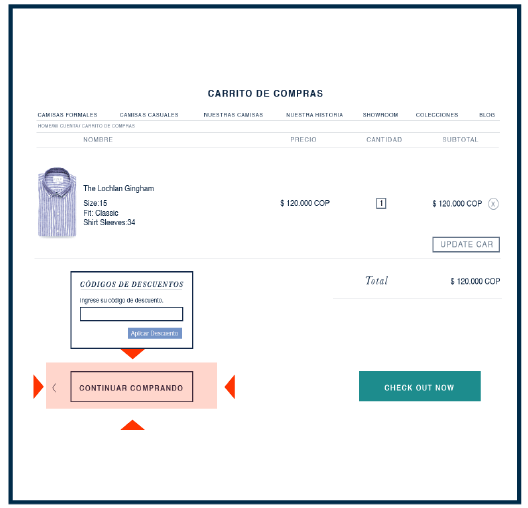 CARRITO DE COMPRAS
CAMISAS FORMALES CAMISAS CASUALES NUESTRAS CAMISAS NUESTRA HISTORIA SHOWROOM COLECCIONES BLOG
HOME/MI CUENTA/ CARRITO DE COMPRAS
NOMBRE PRECIO CANTIDAD SUBTOTAL
The Lochlan Gingham
Size:15 $ 120.000 COP 1 $ 120.000 COP X
Fit: Classic
Shirt Sleeves:34
UPDATE CAR
Total $ 120.000 COP
CÓDIGOS DE DESCUENTOS
Ingrese su código de descuento.
Aplicar Descuento
CONTINUAR COMPRANDO
CHECK OUT NOW